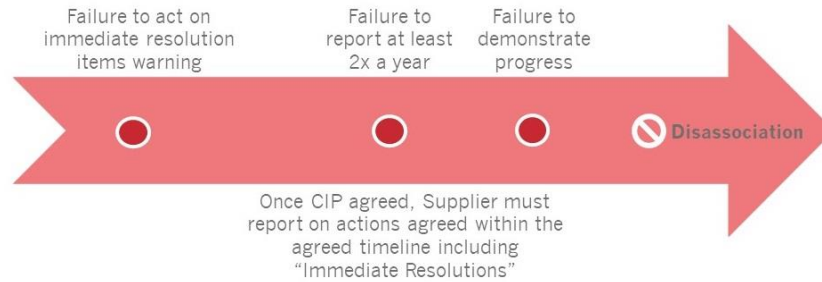 Failure to act on
immediate resolution
items warning
Failure to
report at least
2x a year
Failure to
demonstrate
progress
Disassociation
Once CIP agreed, Supplier must
report on actions agreed within the
agreed timeline including
“Immediate Resolutions”